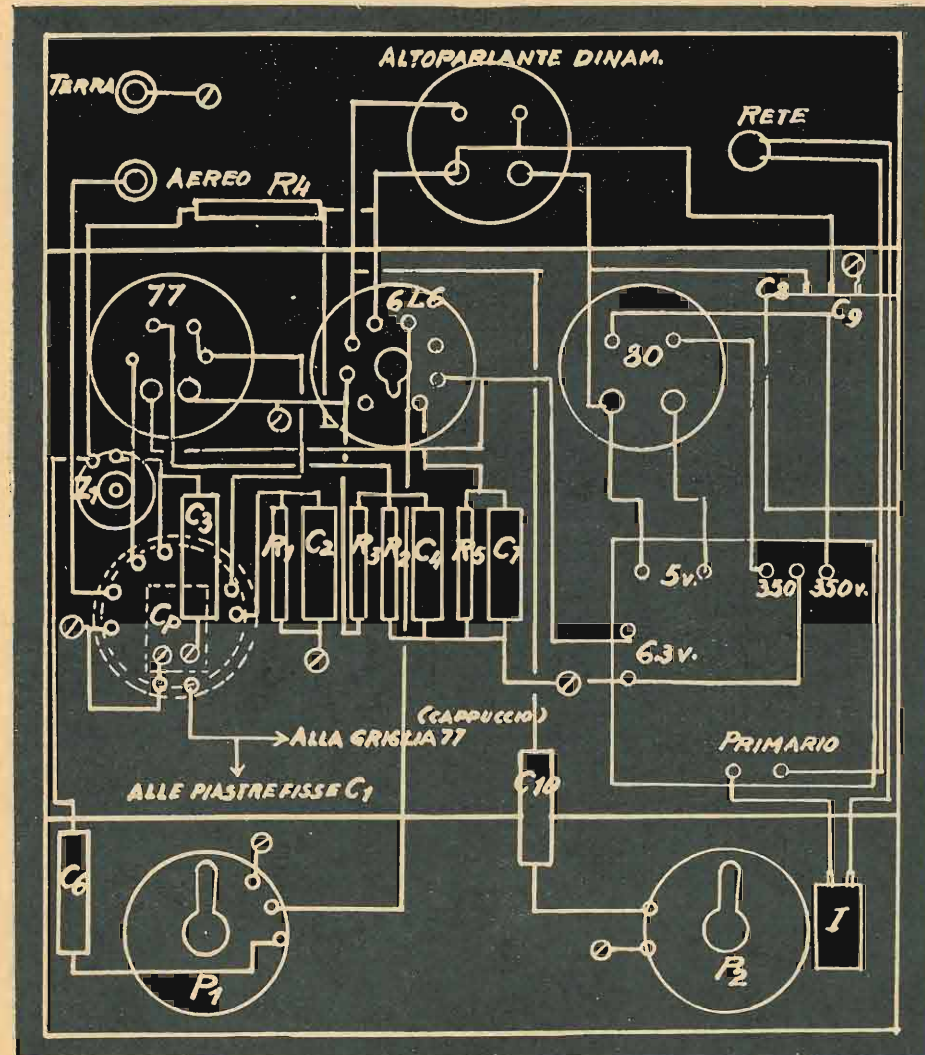 ALTOPARLANTE DINAM.
TERRA
RETE
AEREO
R4
77
6L6
80
C8
C9
Z1
C3
R1
C2
R3
R2
C4
R5
C7
5v.
350
350v.
Cp
6.3v.
(CAPPUCCIO)
ALLA GRIGLIA 77
ALLE PIASTRE FISSE C1
PRIMARIO
C10
C6
P1
P2
I